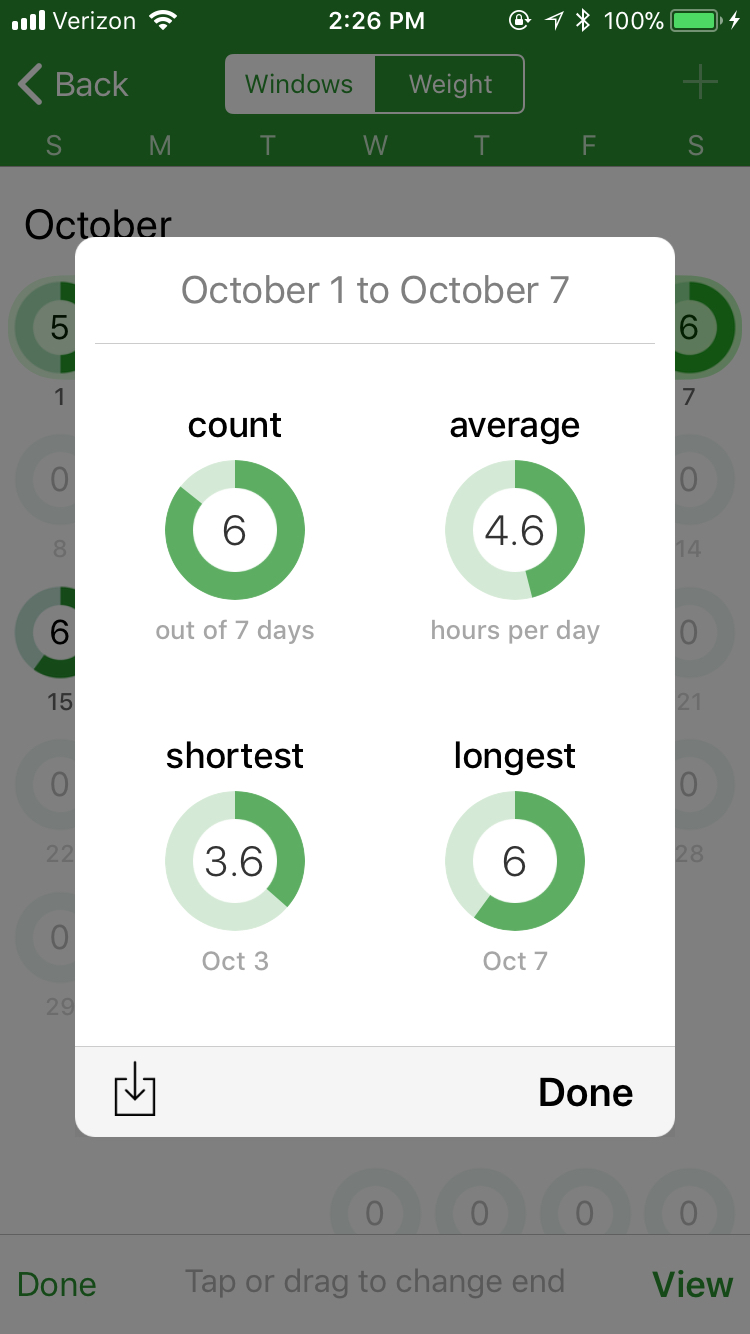 Verizon 2:26 PM 100%
Back Windows Weight
S M T W T F S
October
October 1 to October 7
5 6
1 7
count average
6 4.6
out of 7 days hours per day
0 0
8 14
6 0
15 21
shortest longest
3.6 6
Oct 3 Oct 7
0 0
22 28
0
29
Done
0 0 0 0
Done Tap or drag to change end View